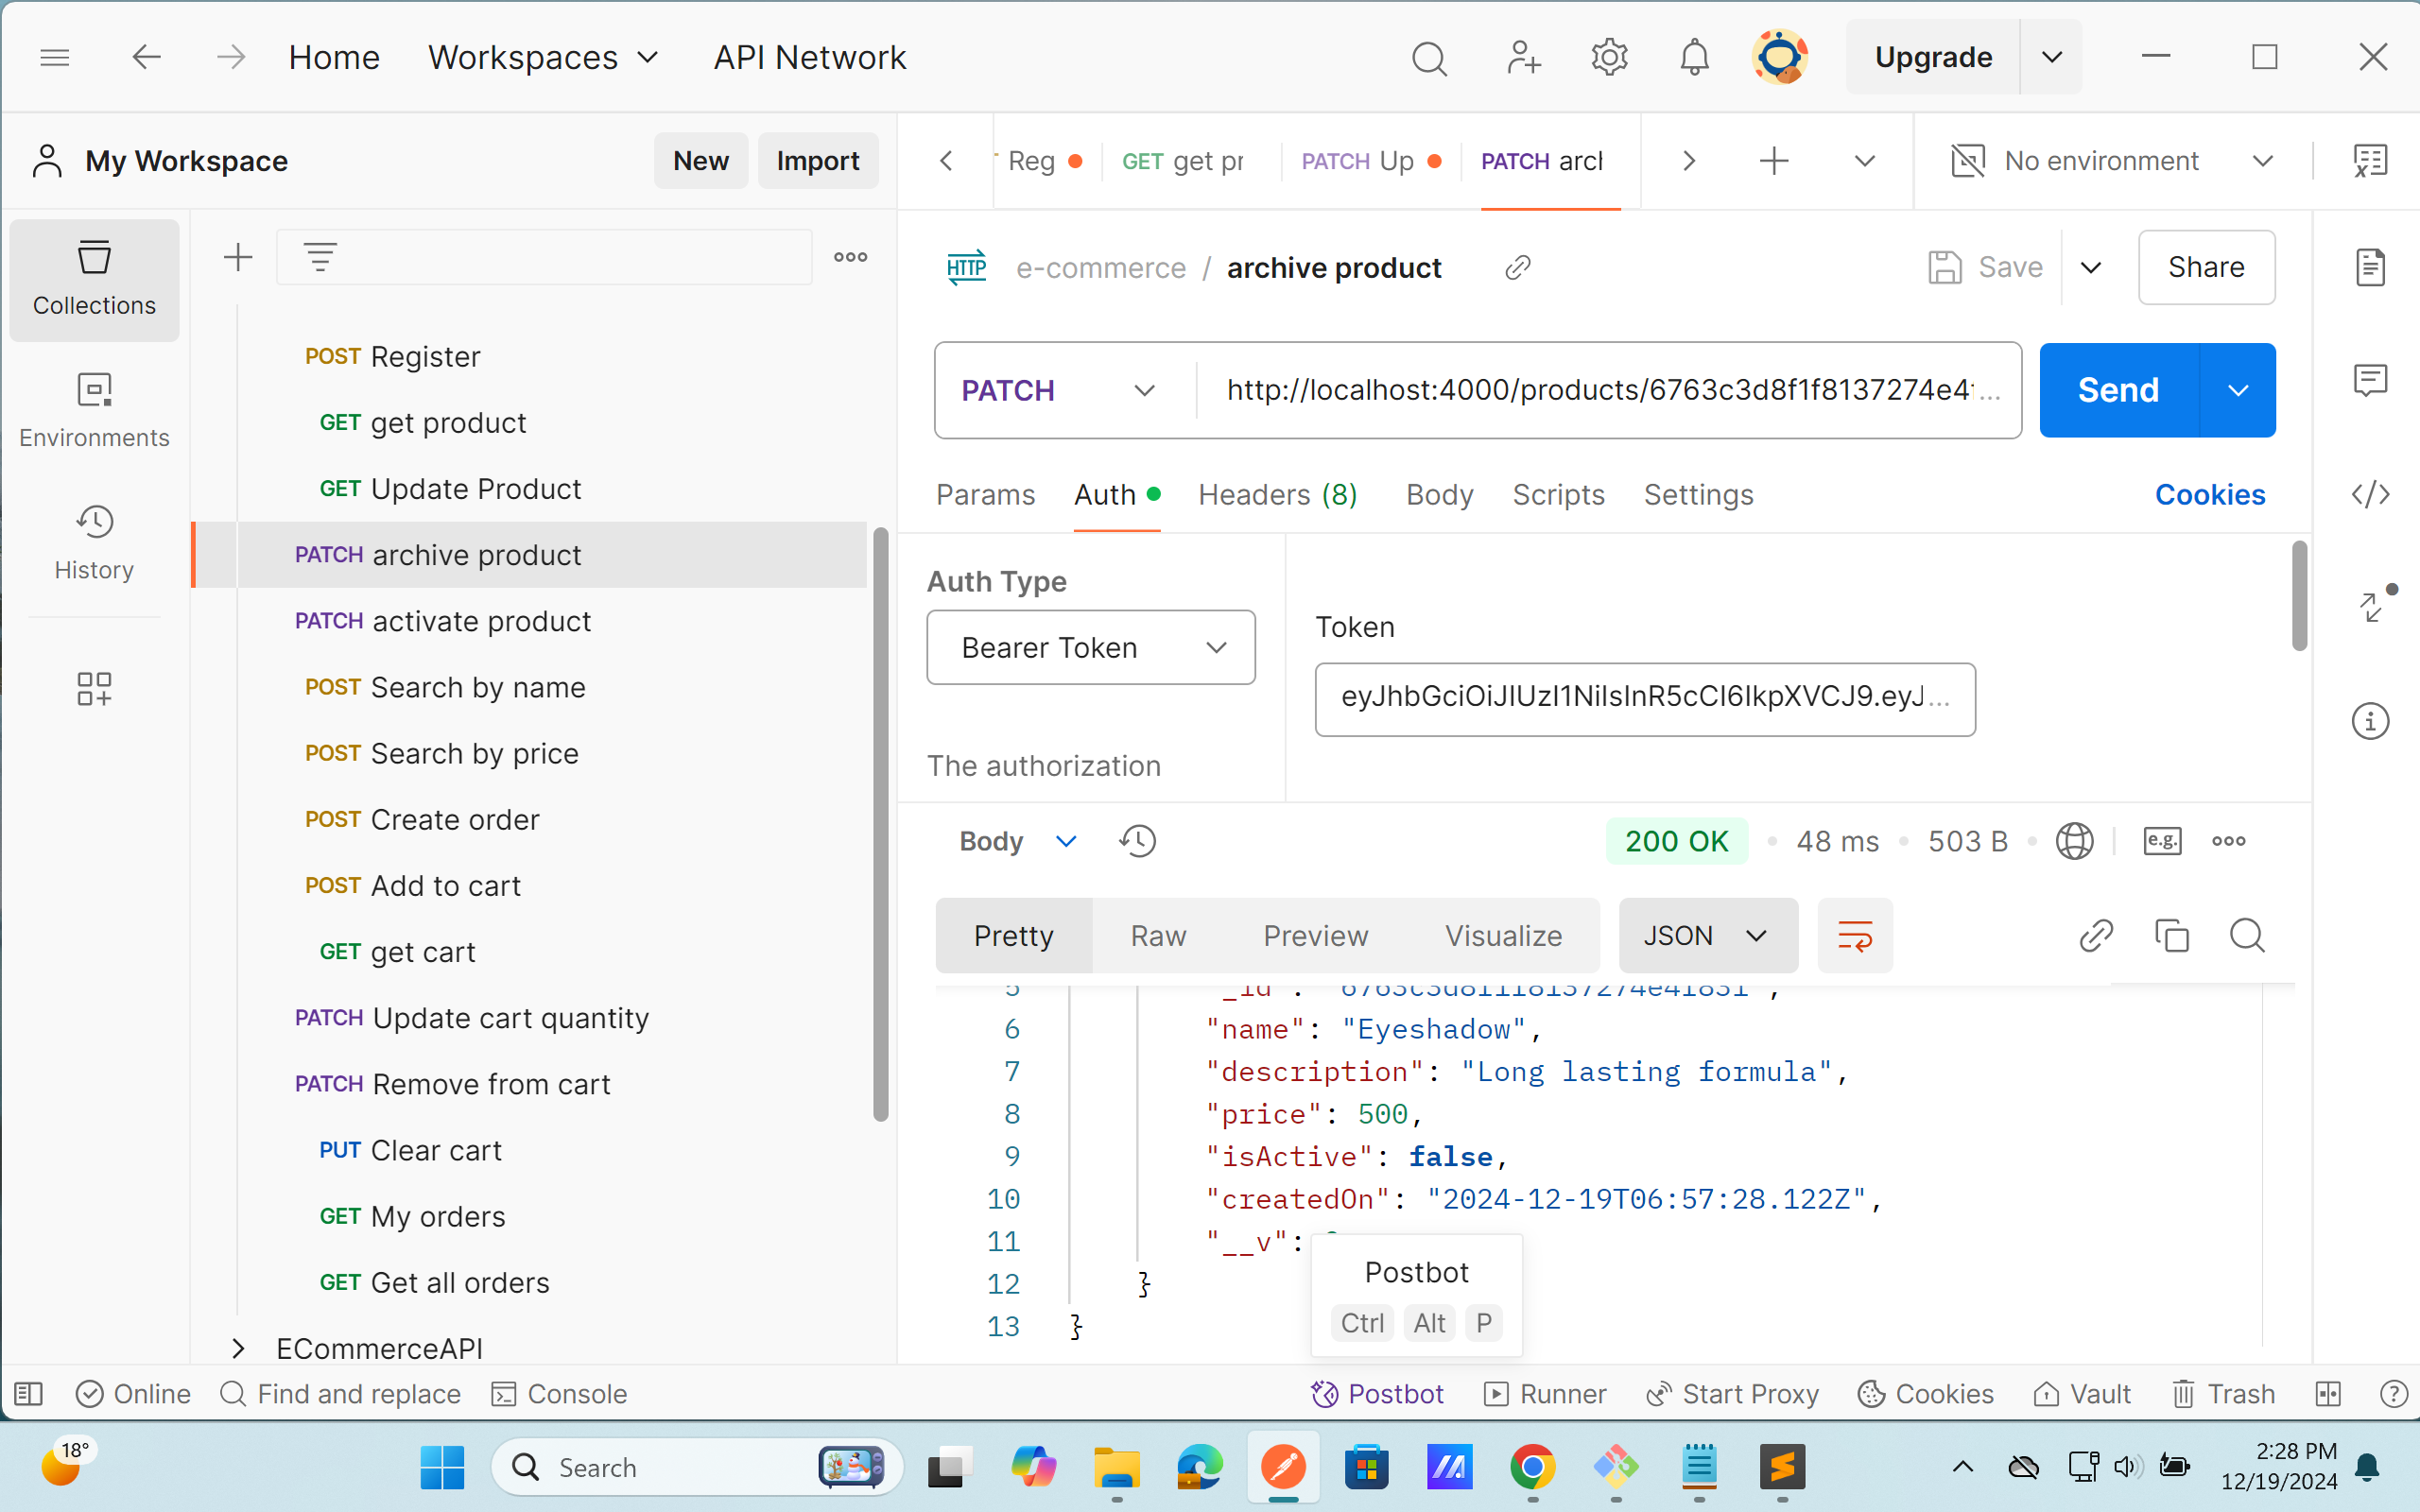 Home Workspaces API Network Upgrade
My Workspace New Import
Reg GET get pr PATCH Up PATCH arch No environment
Collections
Environments
History
POST Register
GET get product
GET Update Product
PATCH archive product
PATCH activate product
POST Search by name
POST Search by price
POST Create order
POST Add to cart
GET get cart
PATCH Update cart quantity
PATCH Remove from cart
PUT Clear cart
GET My orders
GET Get all orders
ECommerceAPI
HTTP e-commerce / archive product Save Share
PATCH http://localhost:4000/products/6763c3d8f1f8137274e4f... Send
Params Auth Headers (8) Body Scripts Settings Cookies
Auth Type
Bearer Token
The authorization
Token
eyJhbGciOiJIUzI1NiIsInR5cCI6IkpXVCJ9.eyJ...
Body 200 OK 48 ms 503 B e.g.
Pretty Raw Preview Visualize JSON
5 "_id": "6763c3d8f1f8137274e4f831",
6 "name": "Eyeshadow",
7 "description": "Long lasting formula",
8 "price": 500,
9 "isActive": false,
10 "createdOn": "2024-12-19T06:57:28.122Z",
11 "__v":
12 }
13 }
Postbot
Ctrl Alt P
Online Find and replace Console Postbot Runner Start Proxy Cookies Vault Trash
18°
Search
2:28 PM
12/19/2024